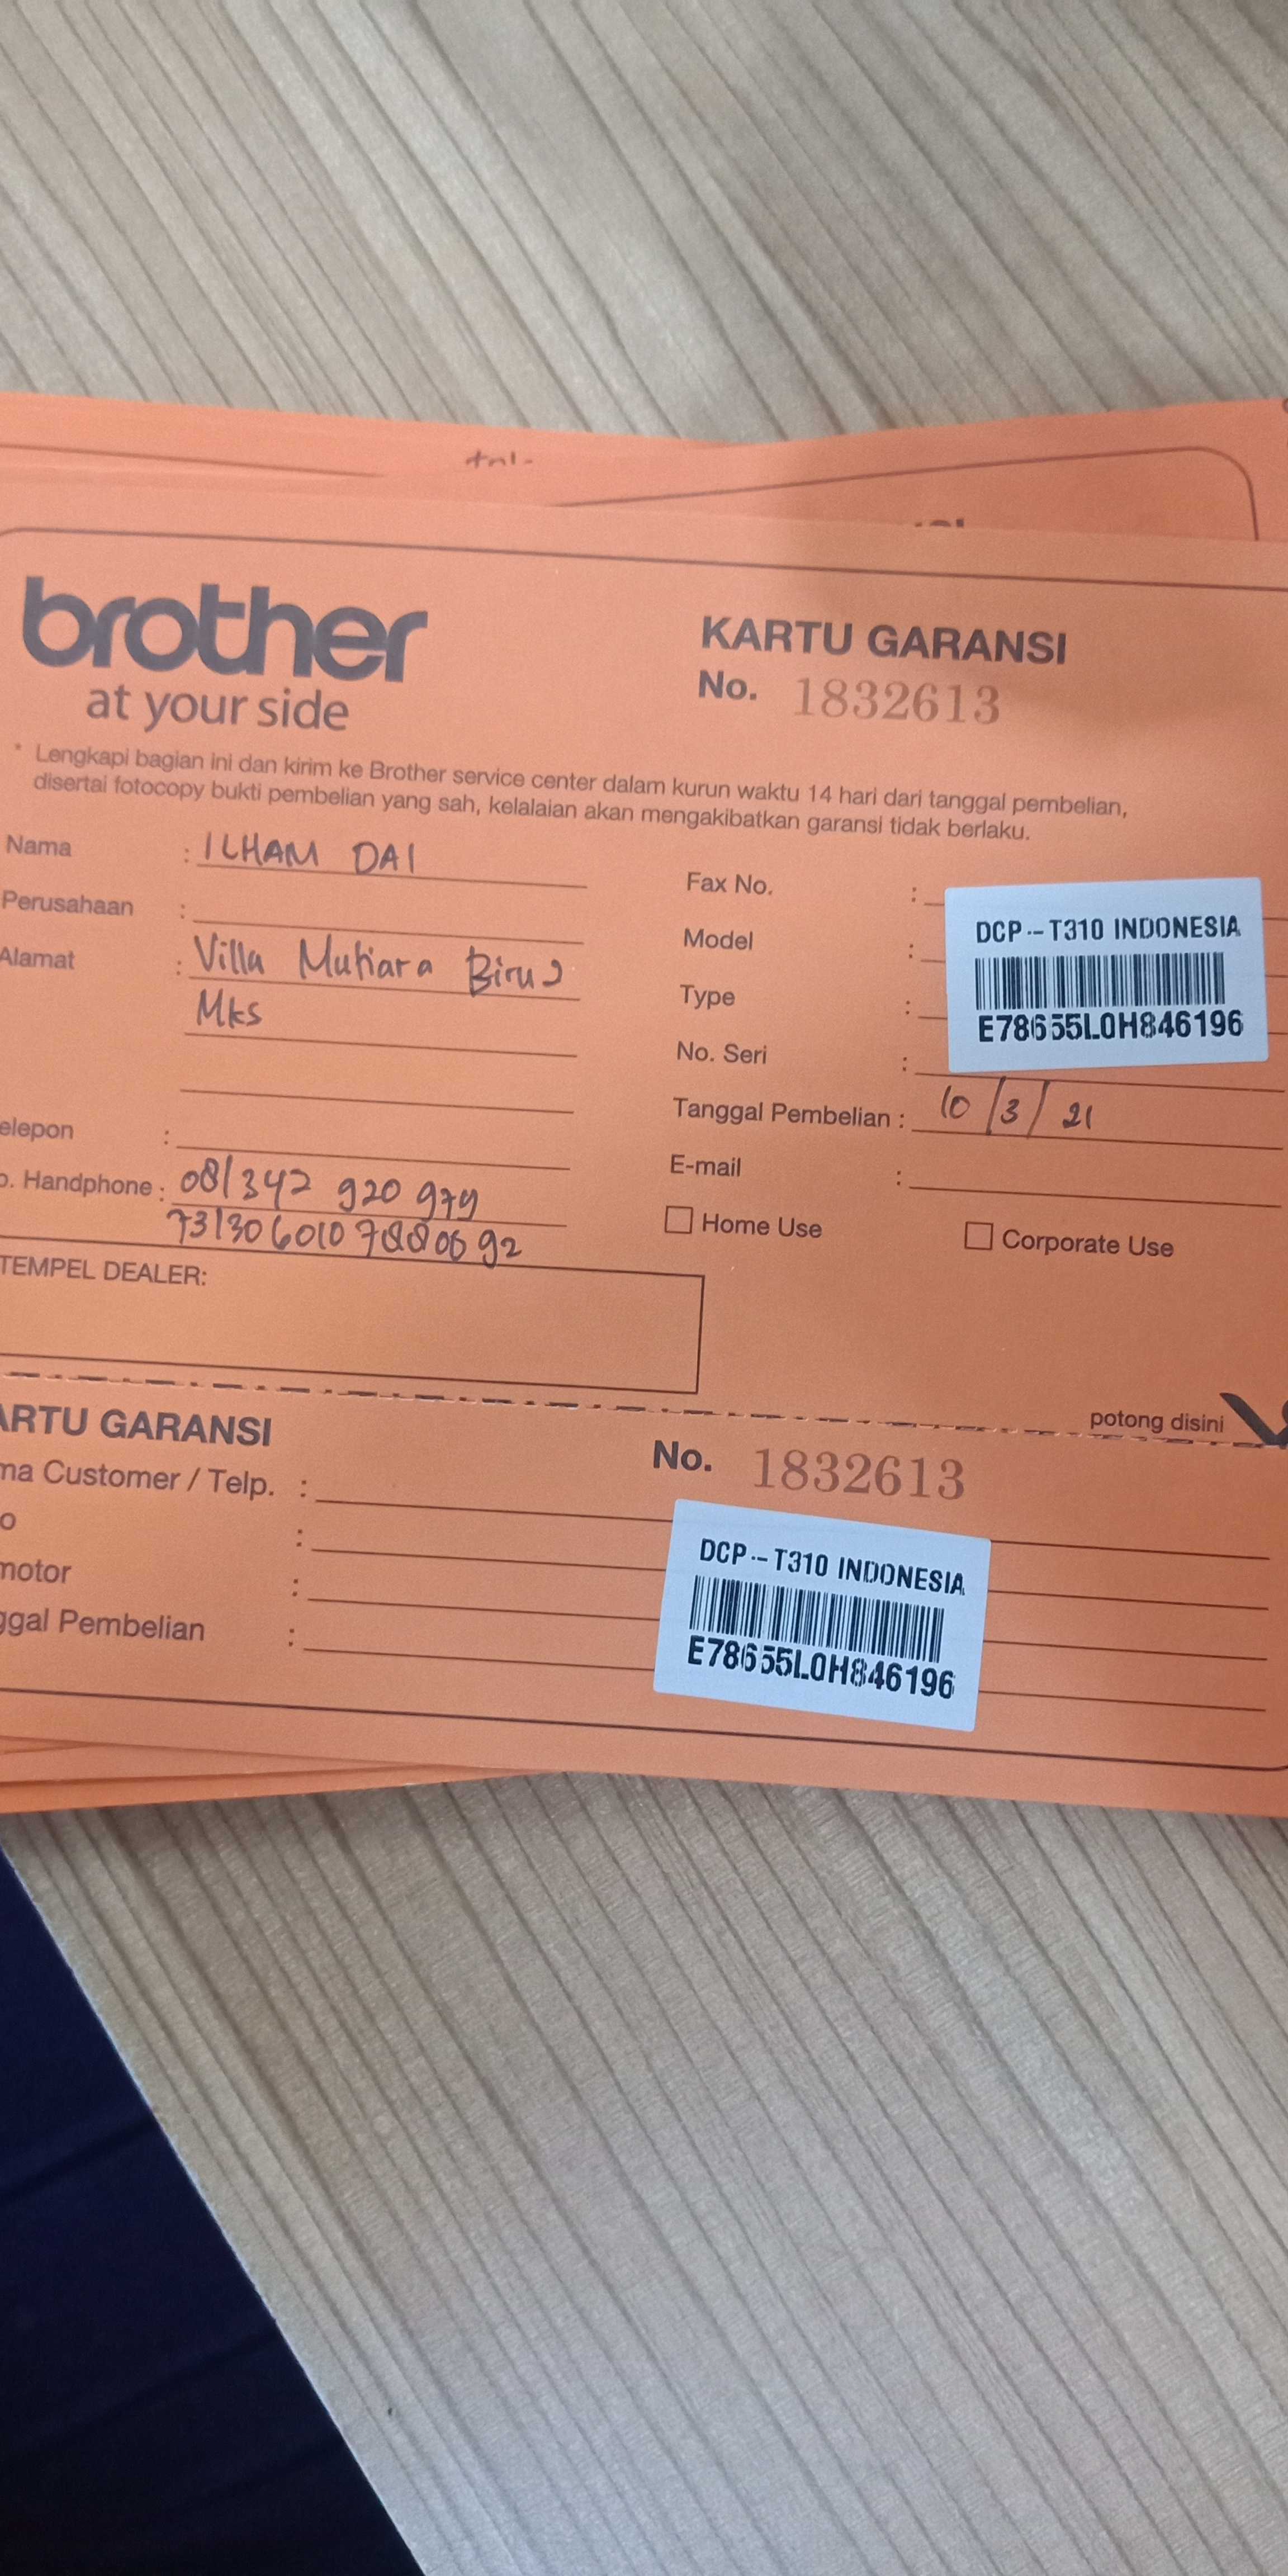 brother
at your side
KARTU GARANSI
No. 1832613
* Lengkapi bagian ini dan kirim ke Brother service center dalam kurun waktu 14 hari dari tanggal pembelian,
disertai fotocopy bukti pembelian yang sah, kelalaian akan mengakibatkan garansi tidak berlaku.
Nama : ILHAM DAI
Perusahaan :
Alamat : Villa Mutiara Biru 2
Mks
elepon :
o. Handphone : 081342 920 979
TEMPEL DEALER:
Fax No. :
Model :
Type :
No. Seri :
DCP--T310 INDONESIA
E78655L0H846196
Tanggal Pembelian : 10/3/21
E-mail :
Home Use
Corporate Use
potong disini
ARTU GARANSI
No. 1832613
ma Customer / Telp. :
o :
motor :
ggal Pembelian :
DCP--T310 INDONESIA
E78655L0H846196